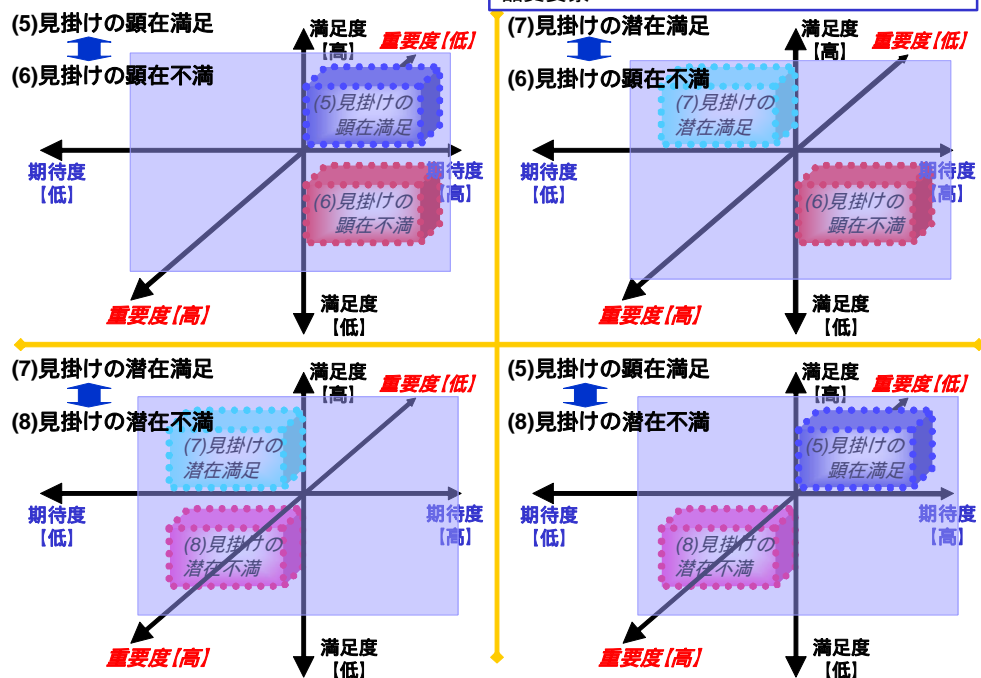 (5)見掛けの顕在満足
(6)見掛けの顕在不満
満足度
【高】
重要度【低】
(5)見掛けの
顕在満足
期待度
【低】
期待度
【高】
(6)見掛けの
顕在不満
重要度【高】
満足度
【低】
(7)見掛けの潜在満足
(6)見掛けの顕在不満
満足度
【高】
重要度【低】
(7)見掛けの
潜在満足
期待度
【低】
期待度
【高】
(6)見掛けの
顕在不満
重要度【高】
満足度
【低】
(7)見掛けの潜在満足
(8)見掛けの潜在不満
満足度
【高】
重要度【低】
(7)見掛けの
潜在満足
期待度
【低】
期待度
【高】
(8)見掛けの
潜在不満
重要度【高】
満足度
【低】
(5)見掛けの顕在満足
(8)見掛けの潜在不満
満足度
【高】
重要度【低】
(5)見掛けの
顕在満足
期待度
【低】
期待度
【高】
(8)見掛けの
潜在不満
重要度【高】
満足度
【低】